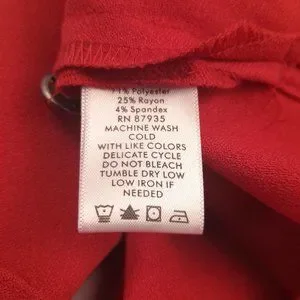 71% Polyester
25% Rayon
4% Spandex
RN 87935
MACHINE WASH
COLD
WITH LIKE COLORS
DELICATE CYCLE
DO NOT BLEACH
TUMBLE DRY LOW
LOW IRON IF
NEEDED